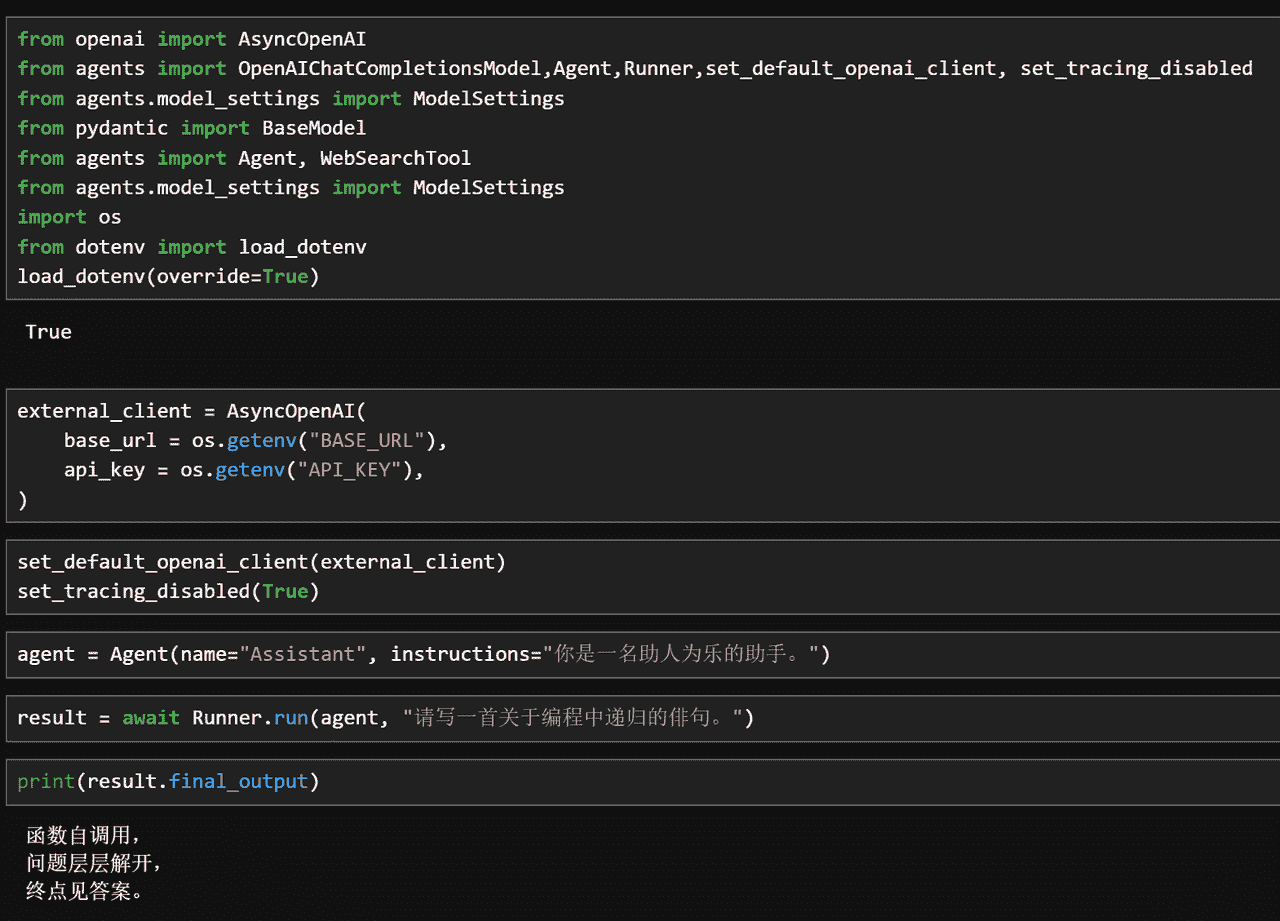 from openai import AsyncOpenAI
from agents import OpenAIChatCompletionsModel,Agent,Runner,set_default_openai_client, set_tracing_disabled
from agents.model_settings import ModelSettings
from pydantic import BaseModel
from agents import Agent, WebSearchTool
from agents.model_settings import ModelSettings
import os
from dotenv import load_dotenv
load_dotenv(override=True)
True
external_client = AsyncOpenAI(
    base_url = os.getenv("BASE_URL"),
    api_key = os.getenv("API_KEY"),
)
set_default_openai_client(external_client)
set_tracing_disabled(True)
agent = Agent(name="Assistant", instructions="你是一名助人为乐的助手。")
result = await Runner.run(agent, "请写一首关于编程中递归的俳句。")
print(result.final_output)
函数自调用，
问题层层解开，
终点见答案。